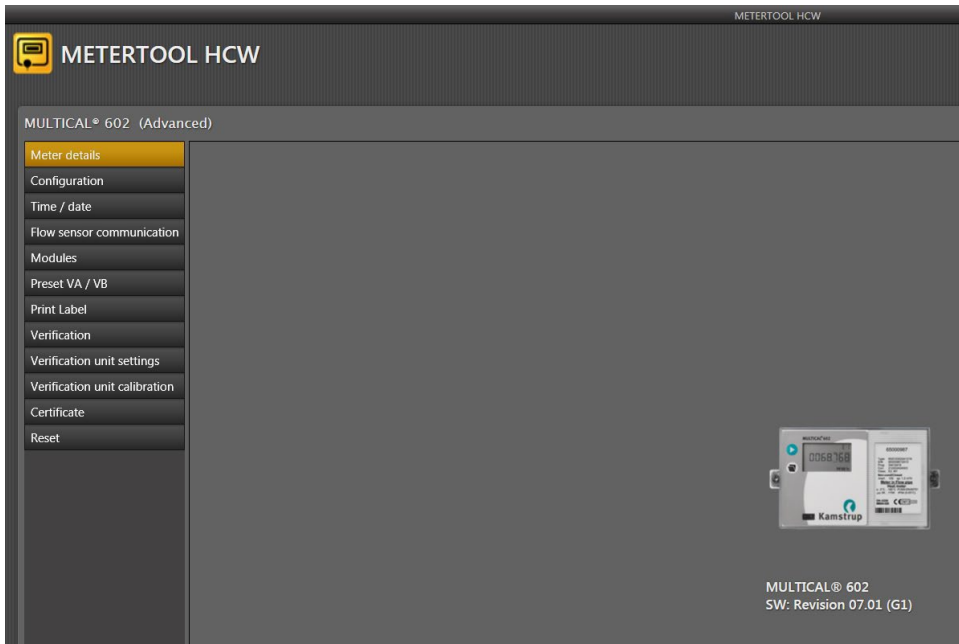 METERTOOL HCW
METERTOOL HCW
MULTICAL® 602 (Advanced)
Meter details
Configuration
Time / date
Flow sensor communication
Modules
Preset VA / VB
Print Label
Verification
Verification unit settings
Verification unit calibration
Certificate
Reset
0068768
Kamstrup
MULTICAL® 602
SW: Revision 07.01 (G1)